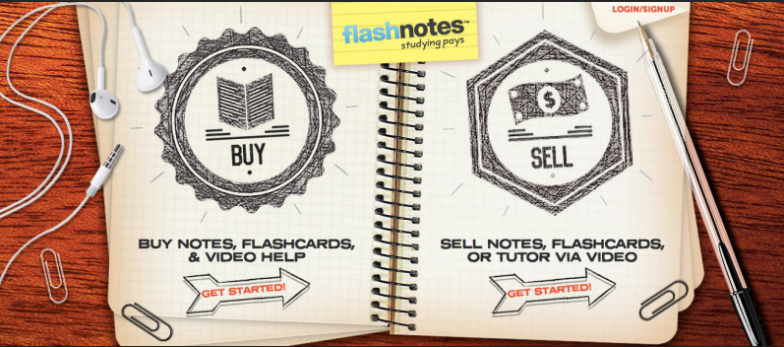 LOGIN/SIGNUP
flashnotes™
studying pays
$
BUY
SELL
BUY NOTES, FLASHCARDS,
& VIDEO HELP
GET STARTED!
SELL NOTES, FLASHCARDS,
OR TUTOR VIA VIDEO
GET STARTED!